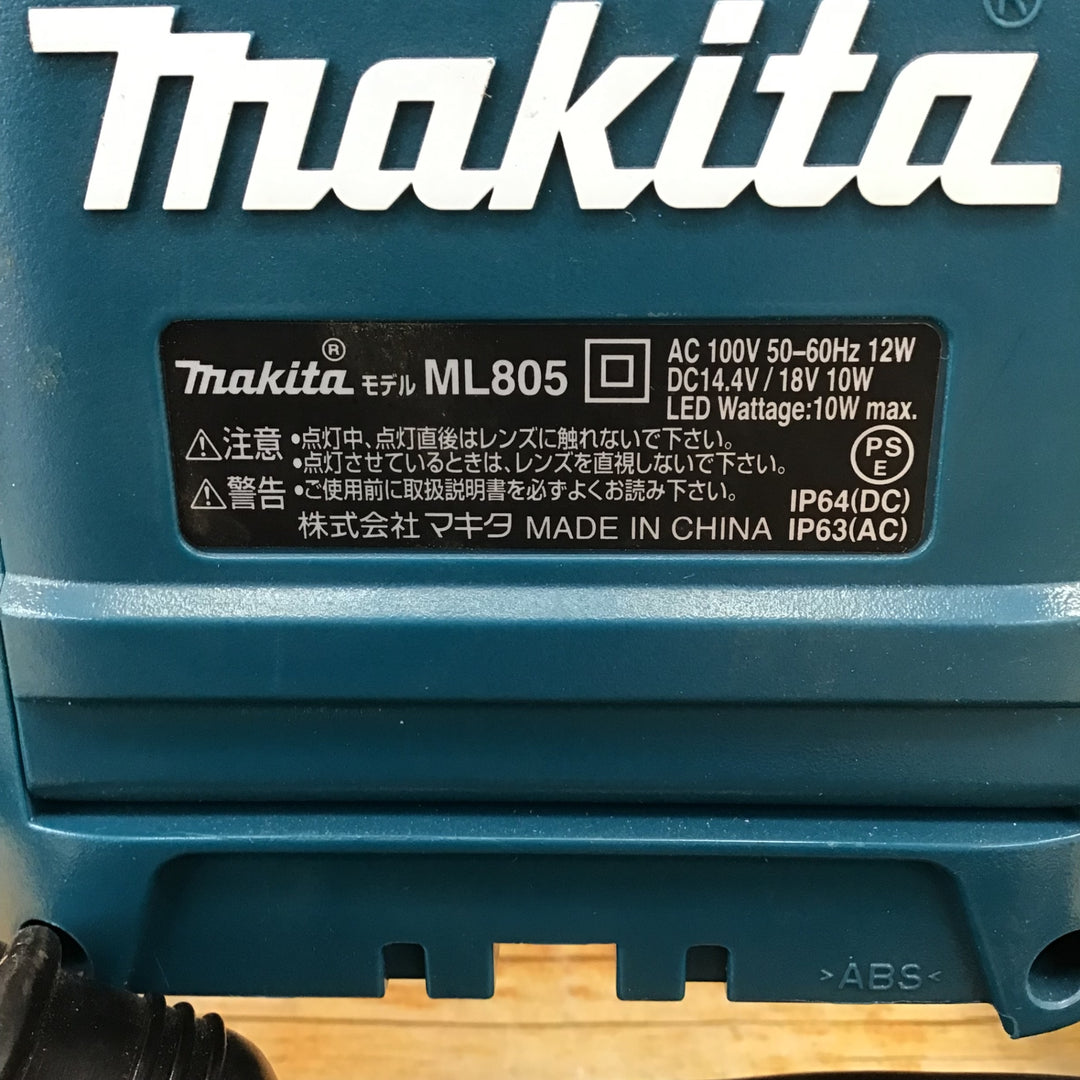 makita®
makita® モデル ML805
AC 100V 50–60Hz 12W
DC14.4V / 18V 10W
LED Wattage:10W max.
⚠注意 •点灯中、点灯直後はレンズに触れないで下さい。
•点灯させているときは、レンズを直視しないで下さい。
⚠警告 •ご使用前に取扱説明書を必ずよくお読み下さい。
PS
E
IP64(DC)
株式会社 マキタ MADE IN CHINA IP63(AC)
>ABS<